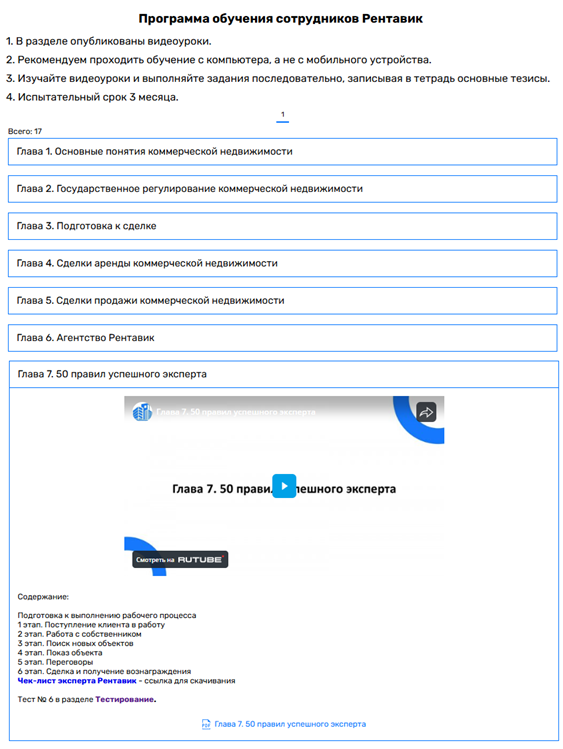 Программа обучения сотрудников Рентавик
1. В разделе опубликованы видеоуроки.
2. Рекомендуем проходить обучение с компьютера, а не с мобильного устройства.
3. Изучайте видеоуроки и выполняйте задания последовательно, записывая в тетрадь основные тезисы.
4. Испытательный срок 3 месяца.
1
Всего: 17
Глава 1. Основные понятия коммерческой недвижимости
Глава 2. Государственное регулирование коммерческой недвижимости
Глава 3. Подготовка к сделке
Глава 4. Сделки аренды коммерческой недвижимости
Глава 5. Сделки продажи коммерческой недвижимости
Глава 6. Агентство Рентавик
Глава 7. 50 правил успешного эксперта
Глава 7. 50 правил успешного эксперта
Глава 7. 50 прави пешного эксперта
Смотреть на RUTUBE
Содержание:
Подготовка к выполнению рабочего процесса
1 этап. Поступление клиента в работу
2 этап. Работа с собственником
3 этап. Поиск новых объектов
4 этап. Показ объекта
5 этап. Переговоры
6 этап. Сделка и получение вознаграждения
Чек-лист эксперта Рентавик - ссылка для скачивания
Тест № 6 в разделе Тестирование.
PDF Глава 7. 50 правил успешного эксперта